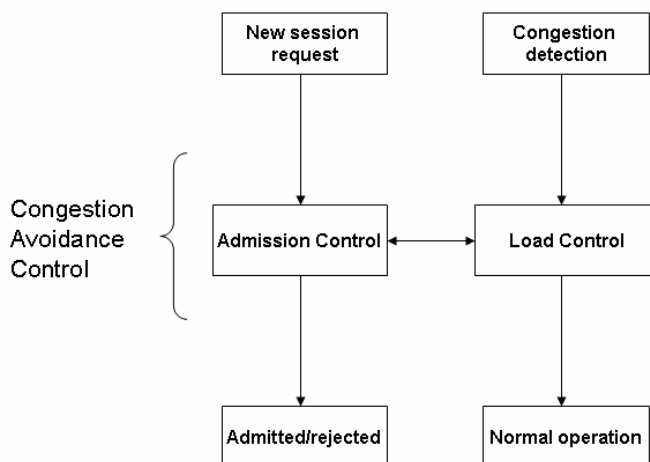 New session
request
Congestion
detection
Congestion
Avoidance
Control
Admission Control
Load Control
Admitted/rejected
Normal operation